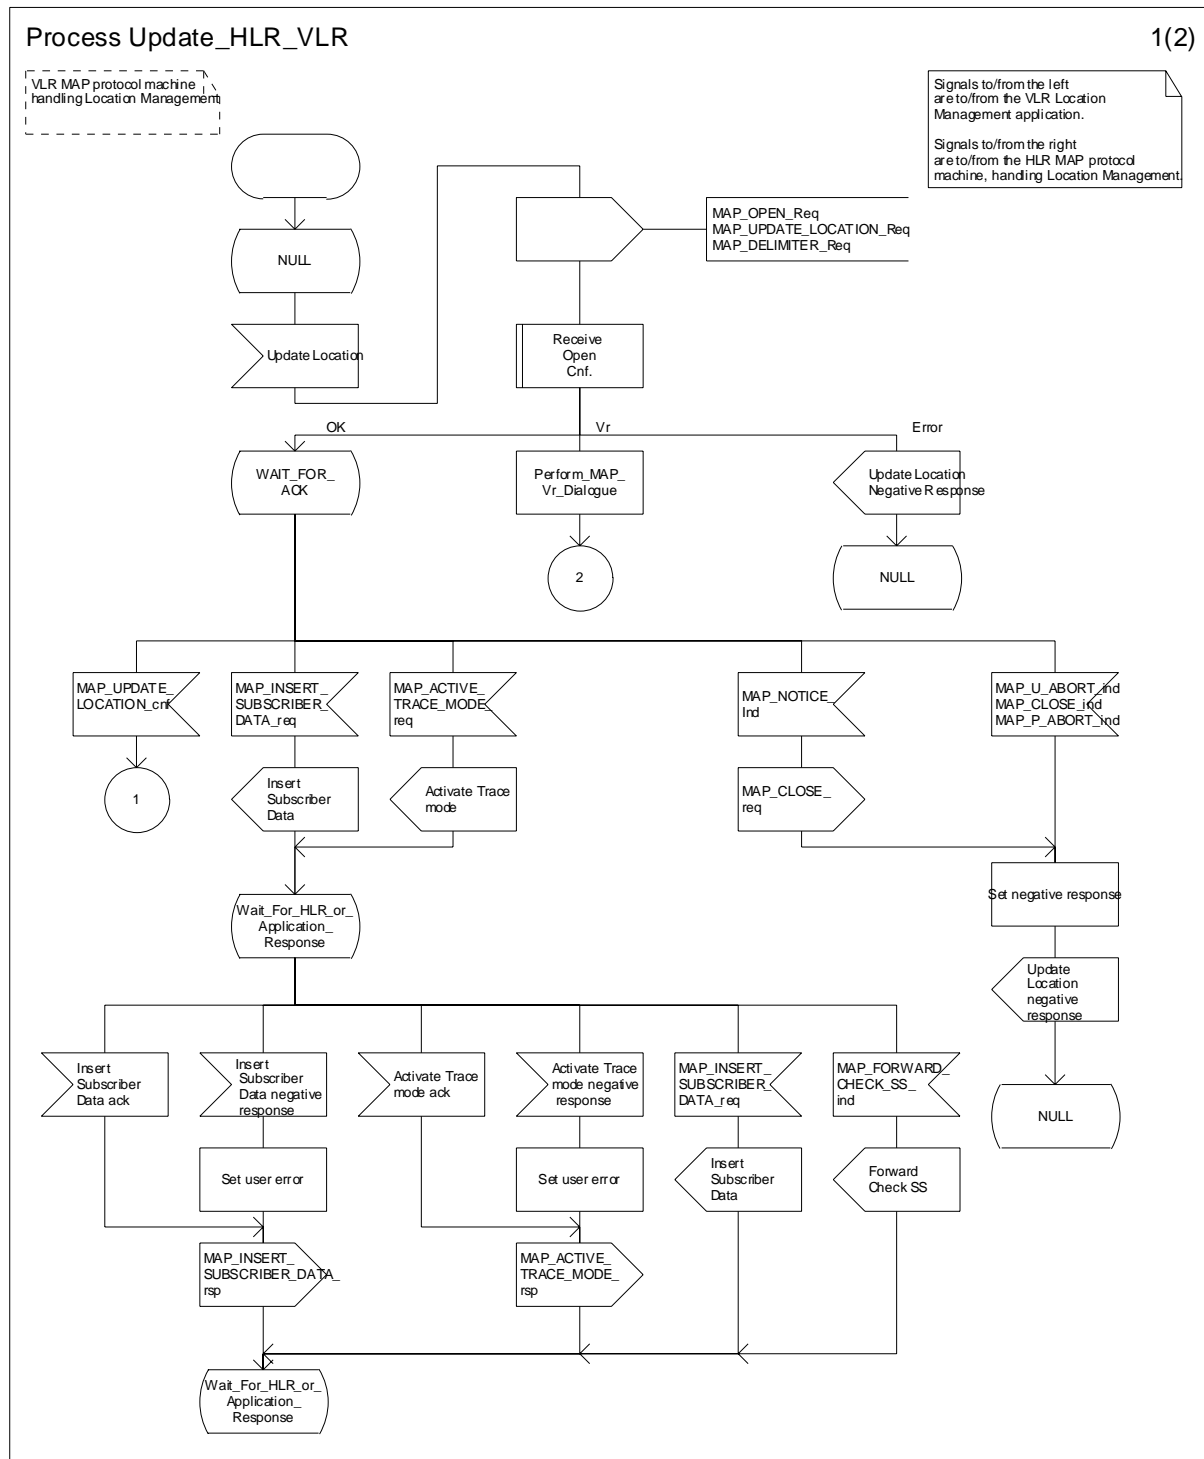 Process Update_HLR_VLR
1(2)
VLR MAP protocol machine
handling Location Management
Signals to/from the left
are to/from the VLR Location
Management application.
Signals to/from the right
are to/from the HLR MAP protocol
machine, handling Location Management.
MAP_OPEN_Req
MAP_UPDATE_LOCATION_Req
MAP_DELIMITER_Req
NULL
Update Location
Receive
Open
Cnf.
OK
Vr
Error
WAIT_FOR_
ACK
Perform_MAP_
Vr_Dialogue
Update Location
Negative Response
2
NULL
MAP_UPDATE_
LOCATION_cnf
MAP_INSERT_
SUBSCRIBER_
DATA_req
MAP_ACTIVE_
TRACE_MODE_
req
MAP_NOTICE_
Ind
MAP_U_ABORT_ind
MAP_CLOSE_ind
MAP_P_ABORT_ind
1
Insert
Subscriber
Data
Activate Trace
mode
MAP_CLOSE_
req
Set negative response
Wait_For_HLR_or_
Application_
Response
Update
Location
negative
response
Insert
Subscriber
Data ack
Insert
Subscriber
Data negative
response
Activate Trace
mode ack
Activate Trace
mode negative
response
MAP_INSERT_
SUBSCRIBER_
DATA_req
MAP_FORWARD_
CHECK_SS_
ind
NULL
Set user error
Set user error
Insert
Subscriber
Data
Forward
Check SS
MAP_INSERT_
SUBSCRIBER_DATA_
rsp
MAP_ACTIVE_
TRACE_MODE_
rsp
Wait_For_HLR_or_
Application_
Response